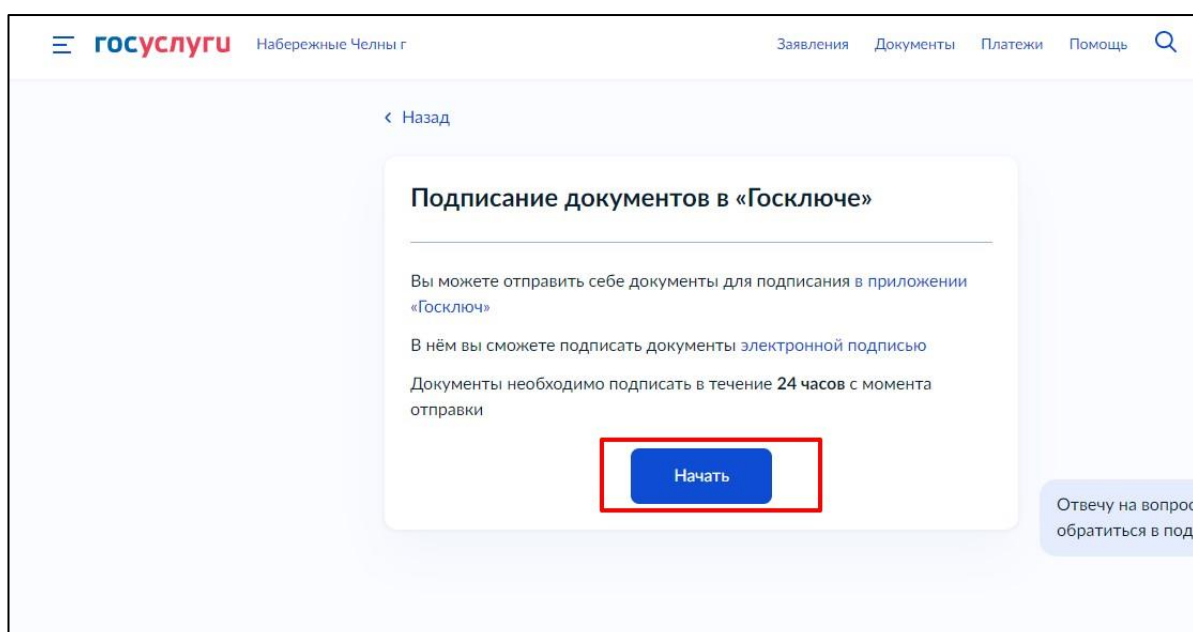 госуслуги Набережные Челны г Заявления Документы Платежи Помощь
Назад
Подписание документов в «Госключе»
Вы можете отправить себе документы для подписания в приложении
«Госключ»
В нём вы сможете подписать документы электронной подписью
Документы необходимо подписать в течение 24 часов с момента
отправки
Начать
Отвечу на вопрос
обратиться в под